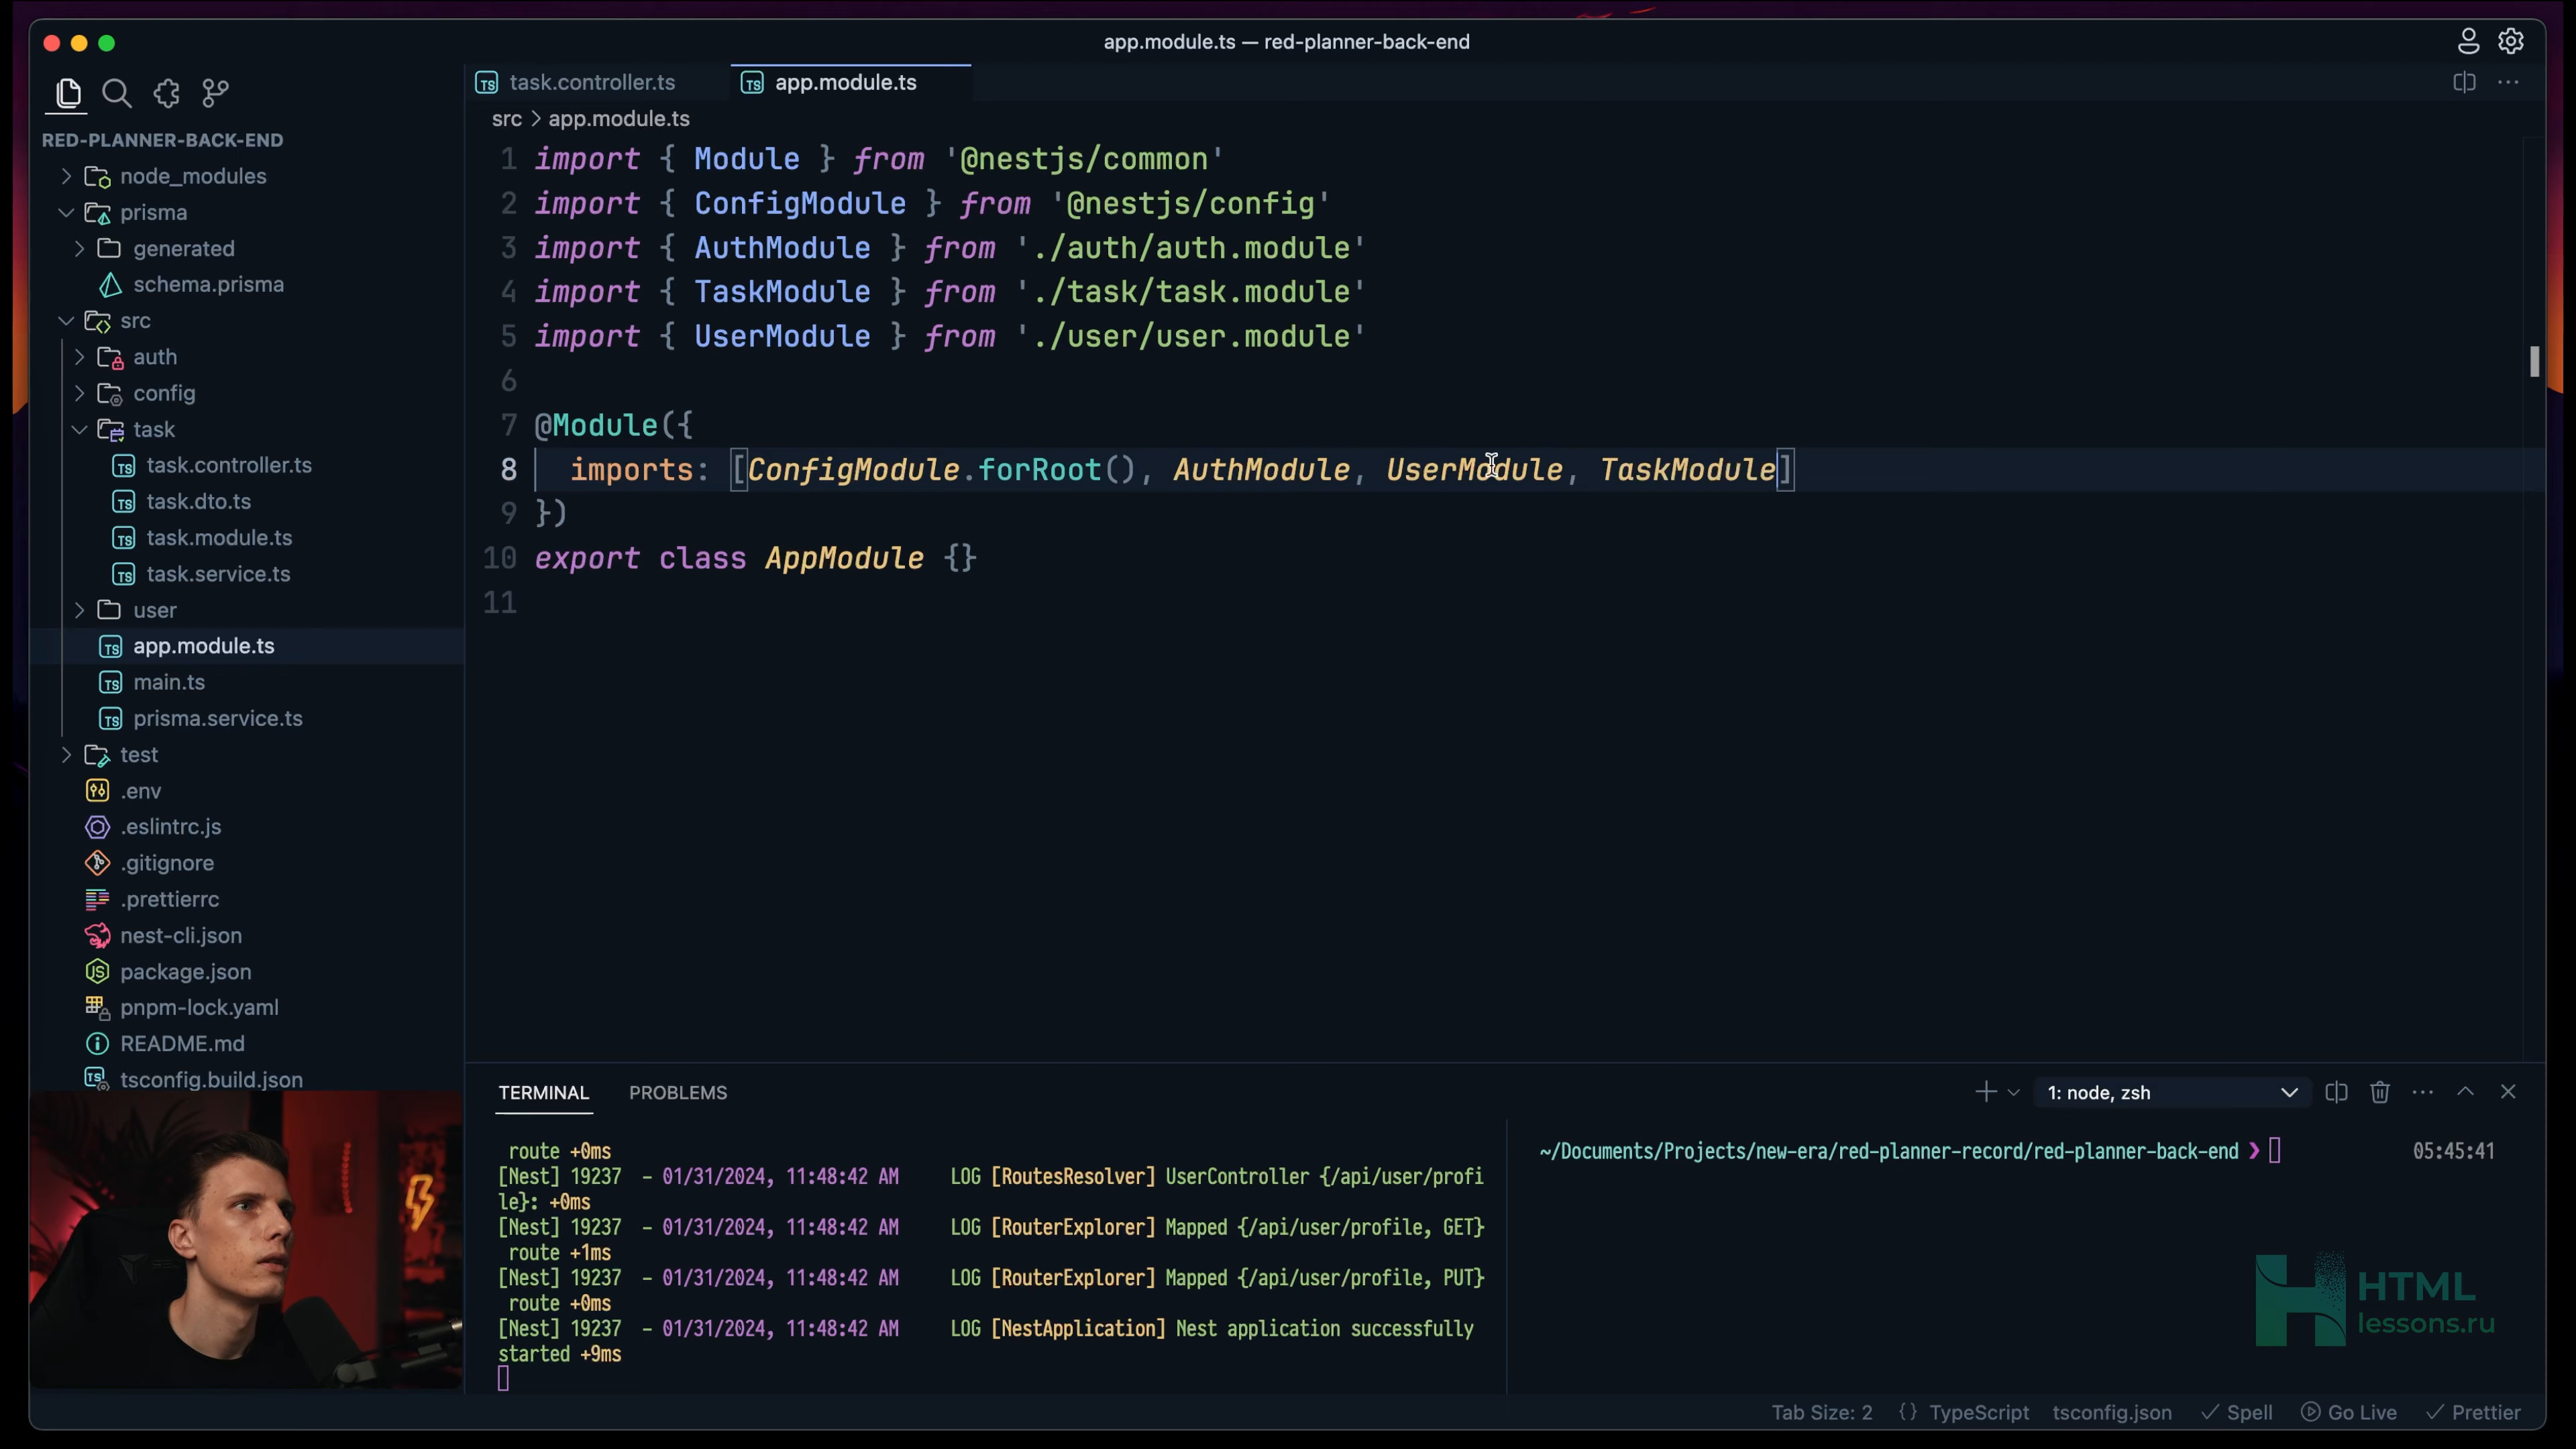 app.module.ts — red-planner-back-end
task.controller.ts
app.module.ts
src > app.module.ts
RED-PLANNER-BACK-END
node_modules
prisma
generated
schema.prisma
src
auth
config
task
task.controller.ts
task.dto.ts
task.module.ts
task.service.ts
user
app.module.ts
main.ts
prisma.service.ts
test
.env
.eslintrc.js
.gitignore
.prettierrc
nest-cli.json
package.json
pnpm-lock.yaml
README.md
tsconfig.build.json
1 import { Module } from '@nestjs/common'
2 import { ConfigModule } from '@nestjs/config'
3 import { AuthModule } from './auth/auth.module'
4 import { TaskModule } from './task/task.module'
5 import { UserModule } from './user/user.module'
6
7 @Module({
8 imports: [ConfigModule.forRoot(), AuthModule, UserModule, TaskModule]
9 })
10 export class AppModule {}
11
TERMINAL PROBLEMS
1: node, zsh
route +0ms
[Nest] 19237 - 01/31/2024, 11:48:42 AM LOG [RoutesResolver] UserController {/api/user/profi
le}: +0ms
[Nest] 19237 - 01/31/2024, 11:48:42 AM LOG [RouterExplorer] Mapped {/api/user/profile, GET}
route +1ms
[Nest] 19237 - 01/31/2024, 11:48:42 AM LOG [RouterExplorer] Mapped {/api/user/profile, PUT}
route +0ms
[Nest] 19237 - 01/31/2024, 11:48:42 AM LOG [NestApplication] Nest application successfully
started +9ms
~/Documents/Projects/new-era/red-planner-record/red-planner-back-end ❯ 05:45:41
HTML
lessons.ru
Tab Size: 2 {} TypeScript tsconfig.json Spell Go Live Prettier